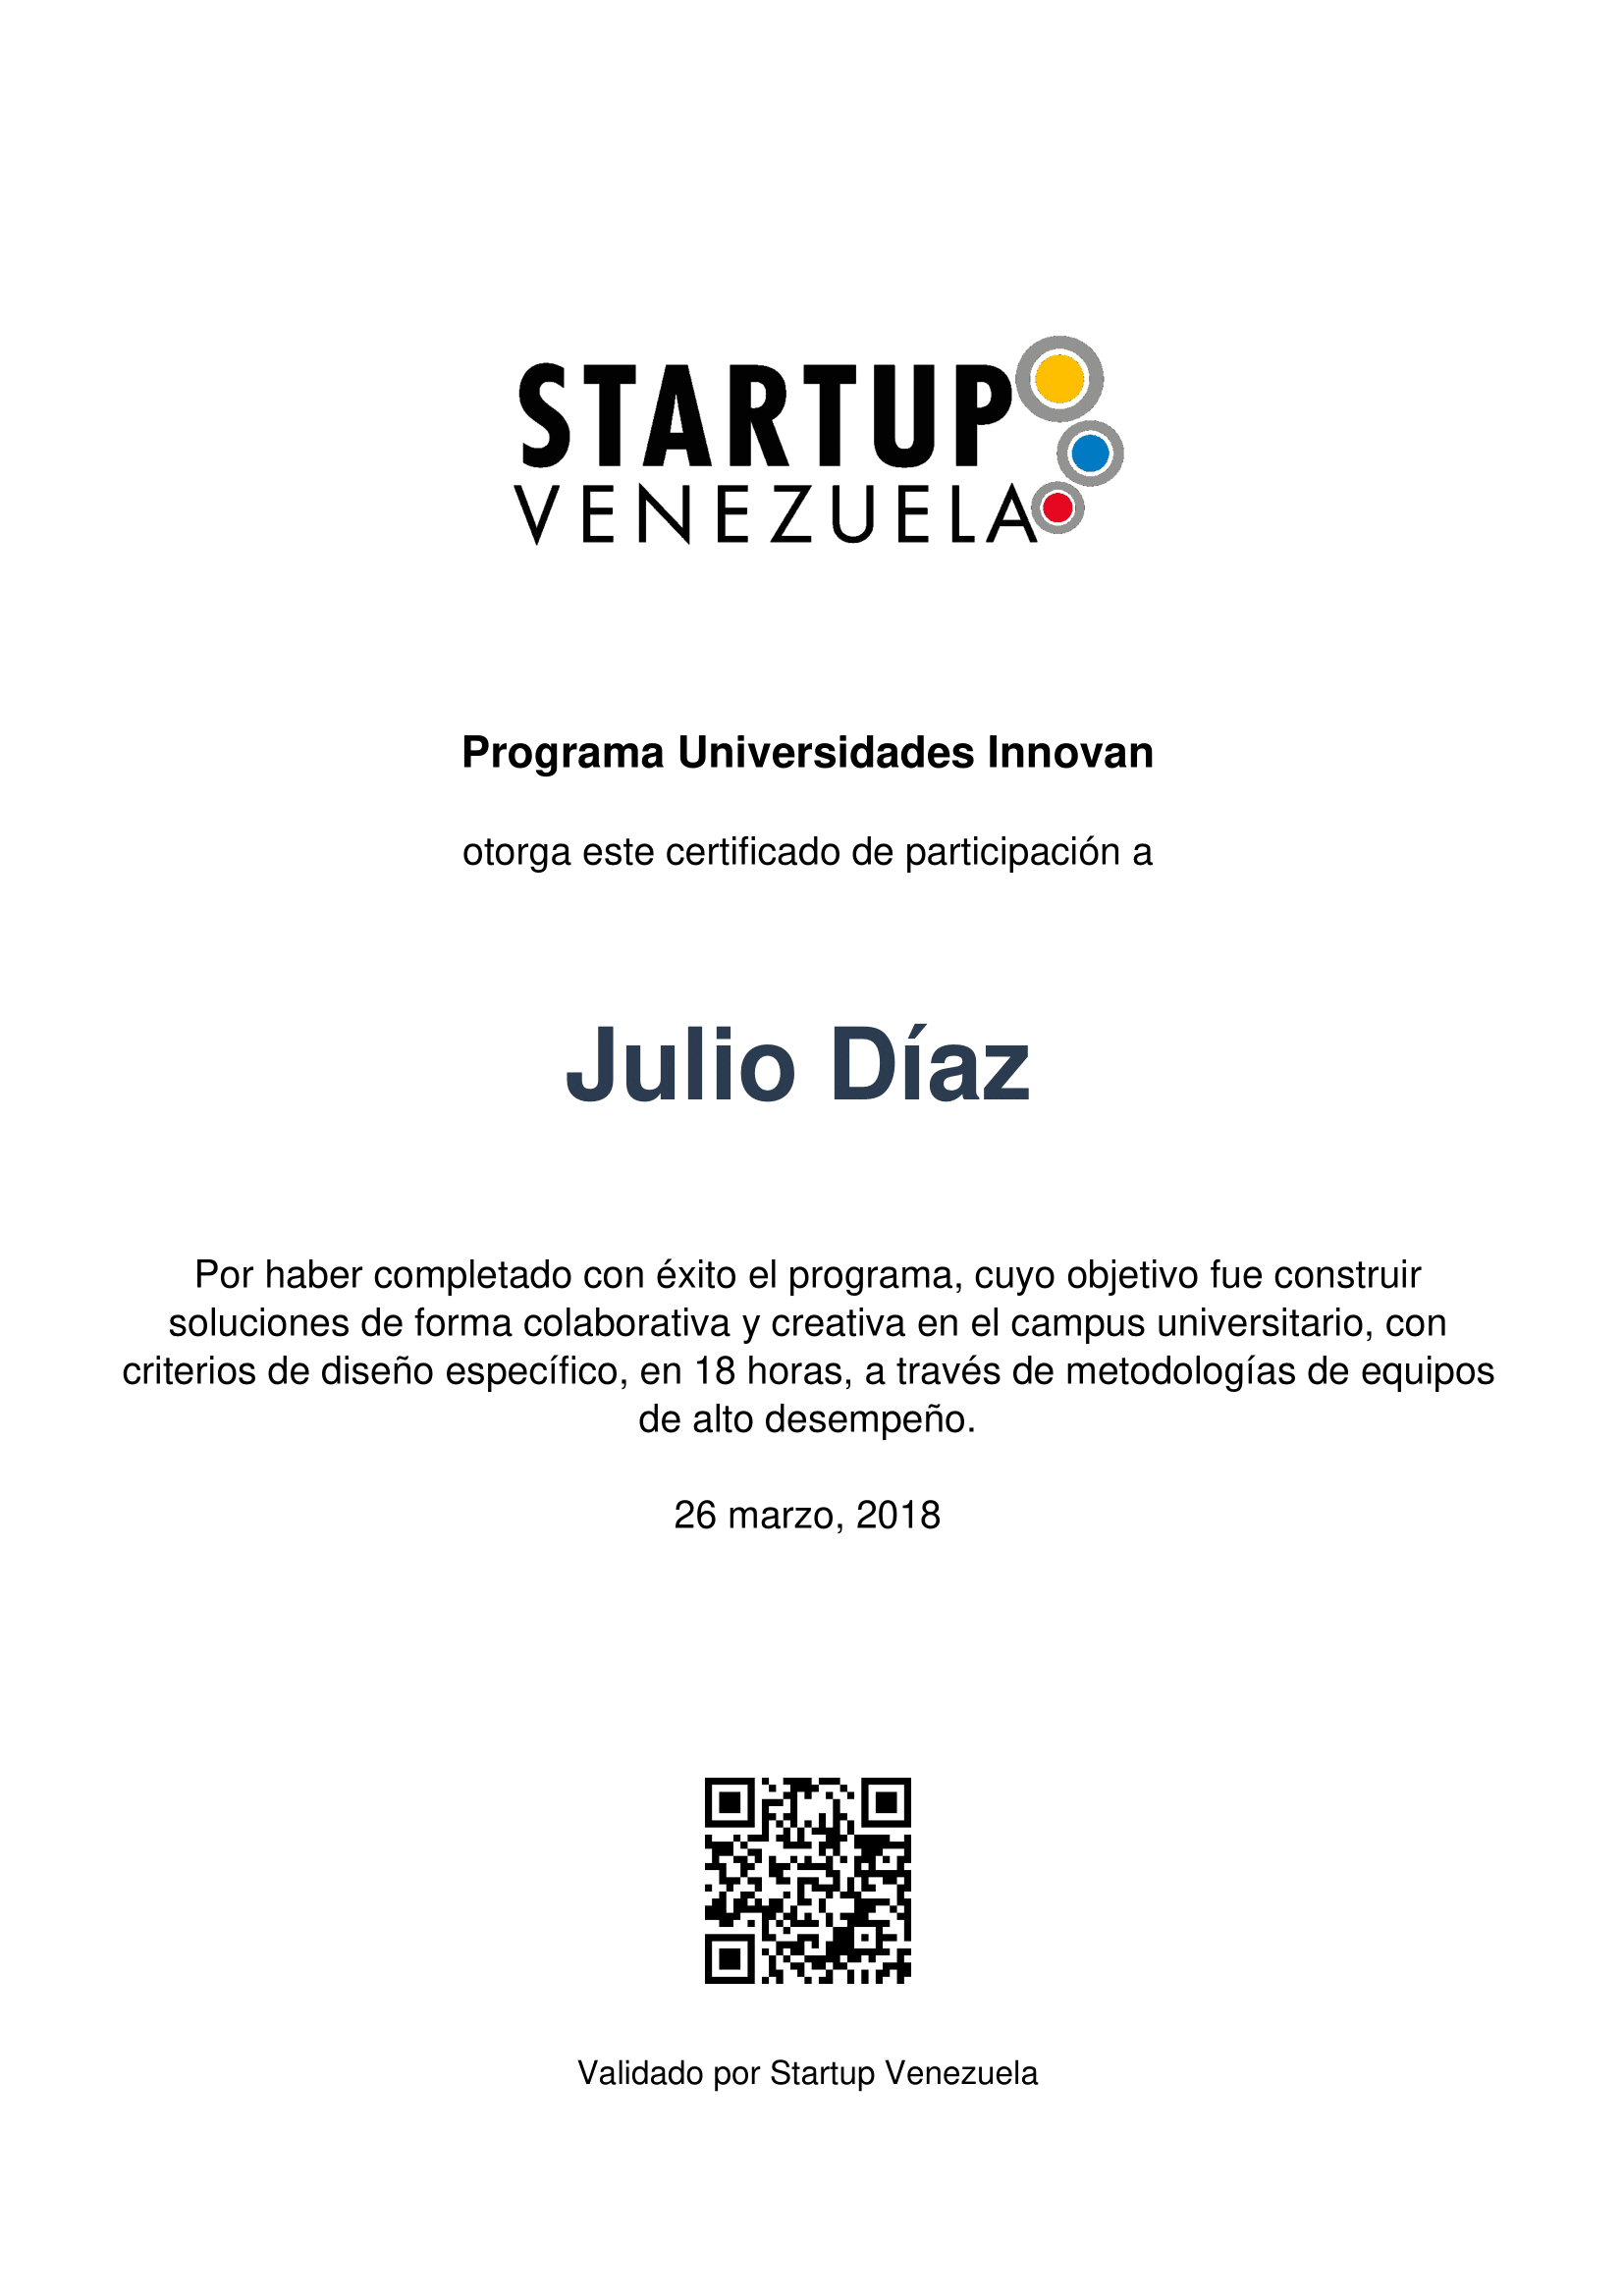 STARTUP
VENEZUELA
Programa Universidades Innovan
otorga este certificado de participación a
Julio Díaz
Por haber completado con éxito el programa, cuyo objetivo fue construir
soluciones de forma colaborativa y creativa en el campus universitario, con
criterios de diseño específico, en 18 horas, a través de metodologías de equipos
de alto desempeño.
26 marzo, 2018
Validado por Startup Venezuela